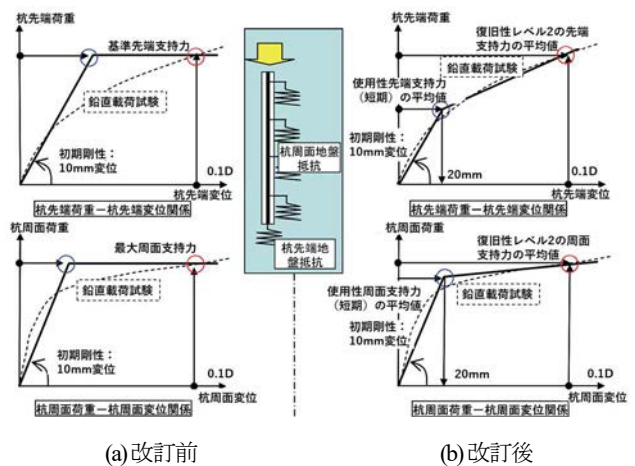 杭先端荷重
基準先端支持力
鉛直載荷試験
初期剛性：
10mm変位
0.1D
杭先端変位
杭先端荷重－杭先端変位関係
杭周面荷重
最大周面支持力
鉛直載荷試験
初期剛性：
10mm変位
0.1D
杭周面変位
杭周面荷重－杭周面変位関係
杭周面地盤
抵抗
杭先端地
盤抵抗
杭先端荷重
復旧性レベル2の先端
支持力の平均値
鉛直載荷試験
使用性先端支持力
（短期）の平均値
初期剛性：
10mm変位
20mm
0.1D
杭先端変位
杭先端荷重－杭先端変位関係
杭周面荷重
復旧性レベル2の周面
支持力の平均値
使用性周面支持力
（短期）の平均値
鉛直載荷試験
初期剛性：
10mm変位
20mm
0.1D
杭周面変位
杭周面荷重－杭周面変位関係
(a) 改訂前
(b) 改訂後